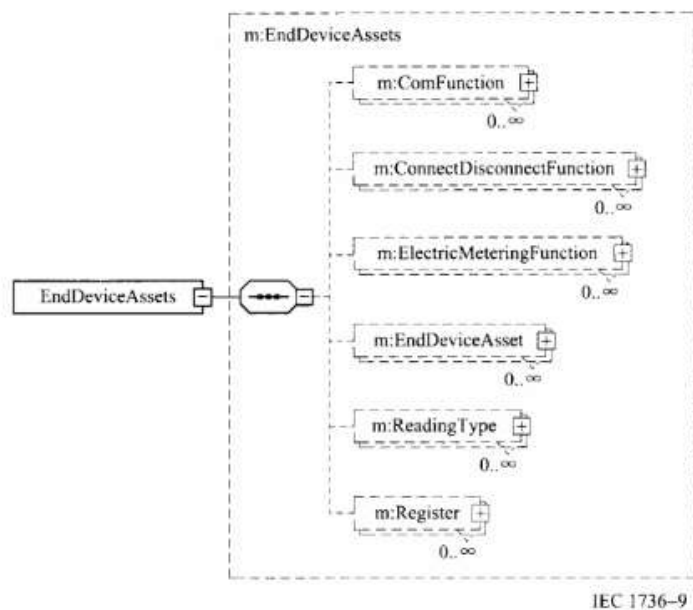 m:EndDeviceAssets
m:ComFunction
0..∞
m:ConnectDisconnectFunction
0..∞
m:ElectricMeteringFunction
0..∞
EndDeviceAssets
m:EndDeviceAsset
0..∞
m:ReadingType
0..∞
m:Register
0..∞
IEC 1736–9